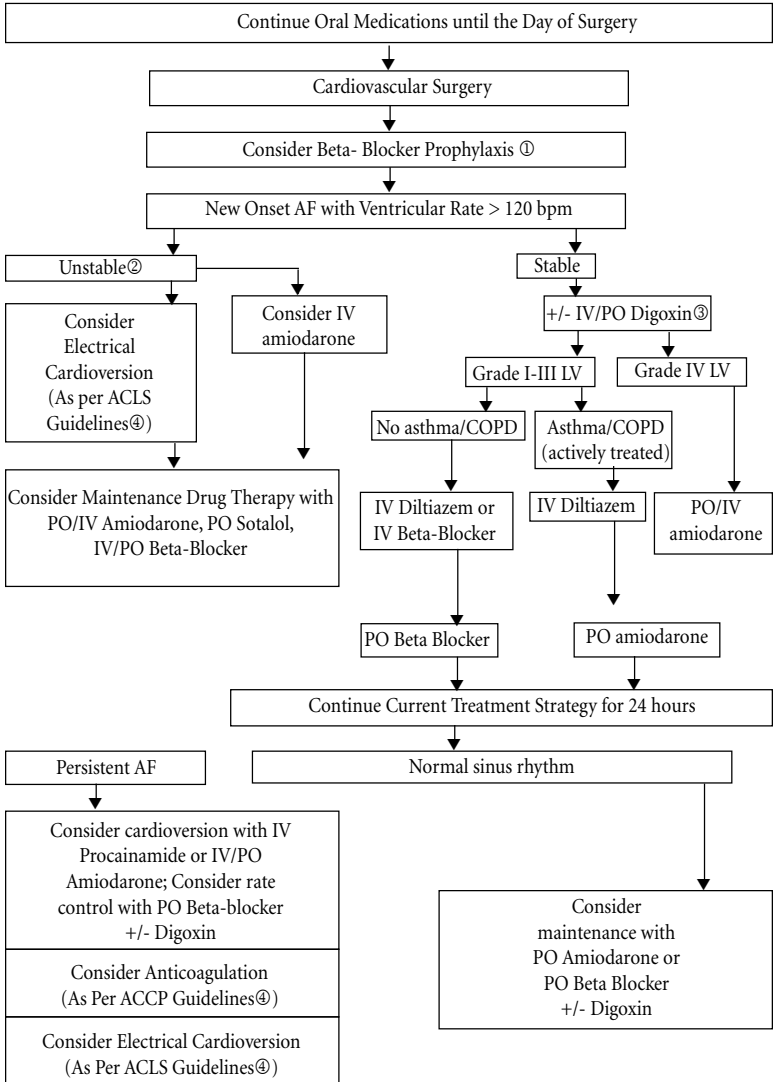 Continue Oral Medications until the Day of Surgery
Cardiovascular Surgery
Consider Beta- Blocker Prophylaxis ①
New Onset AF with Ventricular Rate > 120 bpm
Unstable②
Stable
Consider
Electrical
Cardioversion
(As per ACLS
Guidelines④)
Consider IV
amiodarone
+/- IV/PO Digoxin③
Grade I-III LV
Grade IV LV
No asthma/COPD
Asthma/COPD
(actively treated)
Consider Maintenance Drug Therapy with
PO/IV Amiodarone, PO Sotalol,
IV/PO Beta-Blocker
IV Diltiazem or
IV Beta-Blocker
IV Diltiazem
PO/IV
amiodarone
PO Beta Blocker
PO amiodarone
Continue Current Treatment Strategy for 24 hours
Persistent AF
Normal sinus rhythm
Consider cardioversion with IV
Procainamide or IV/PO
Amiodarone; Consider rate
control with PO Beta-blocker
+/- Digoxin
Consider Anticoagulation
(As Per ACCP Guidelines④)
Consider Electrical Cardioversion
(As Per ACLS Guidelines④)
Consider
maintenance with
PO Amiodarone or
PO Beta Blocker
+/- Digoxin